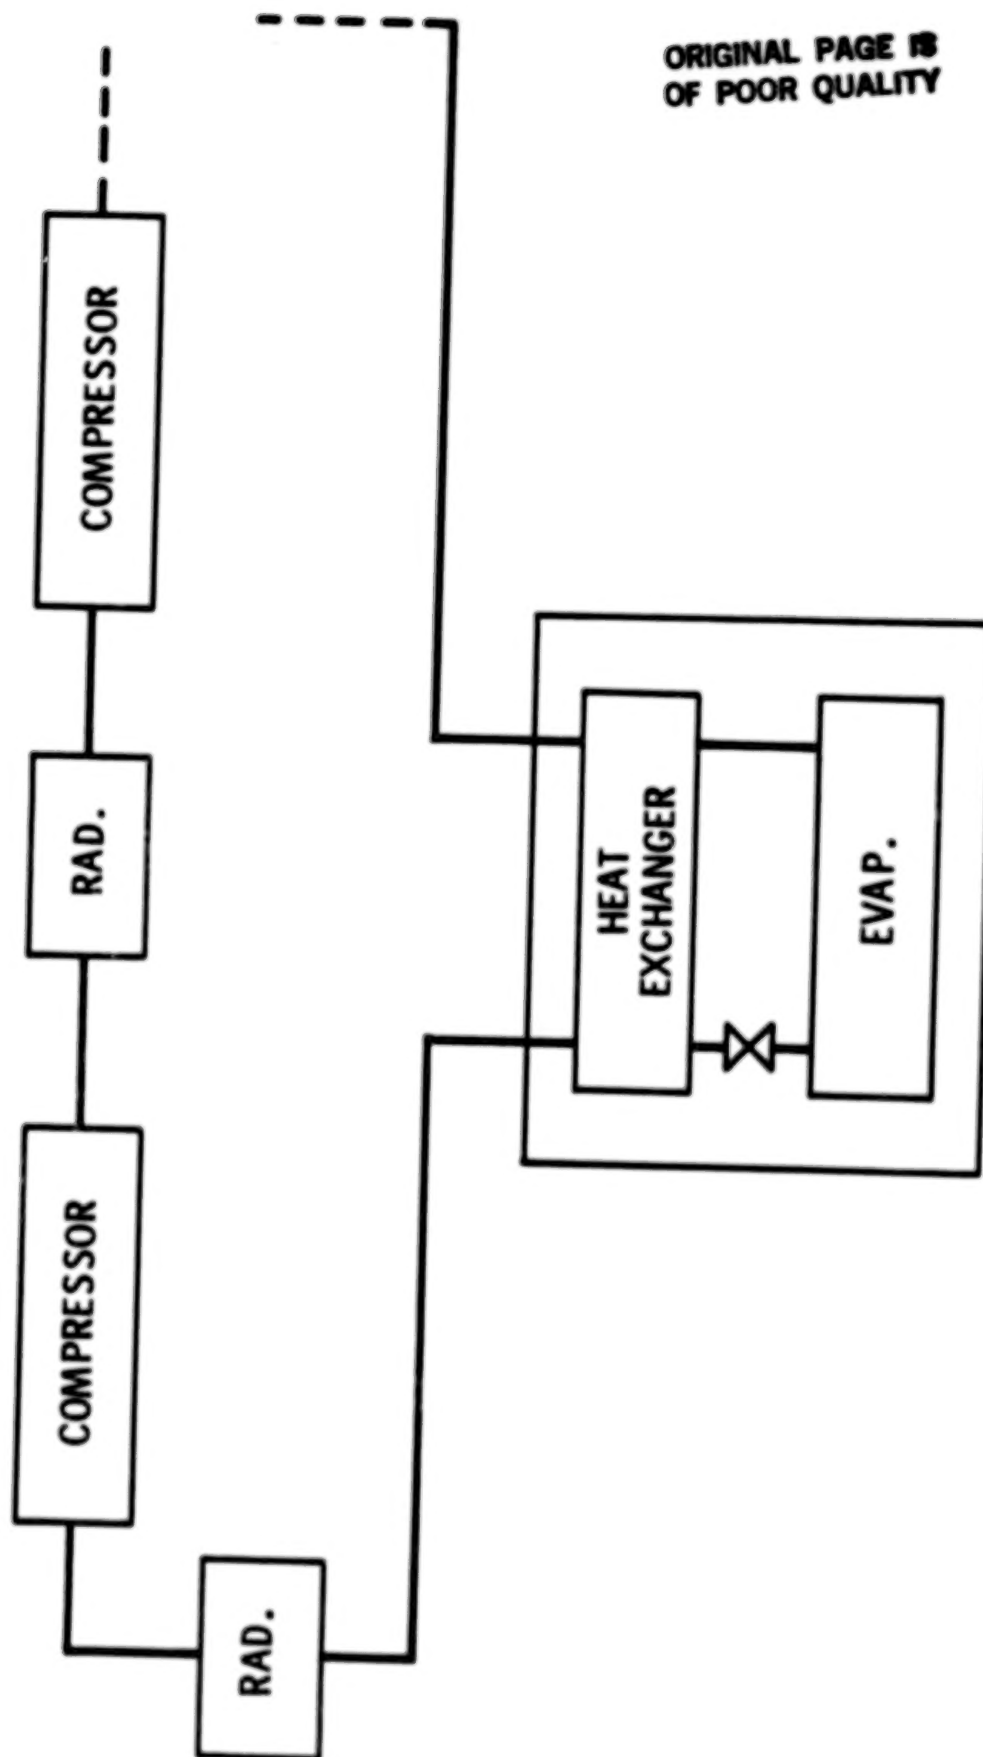 ORIGINAL PAGE IS
OF POOR QUALITY
COMPRESSOR
RAD.
COMPRESSOR
RAD.
HEAT
EXCHANGER
EVAP.